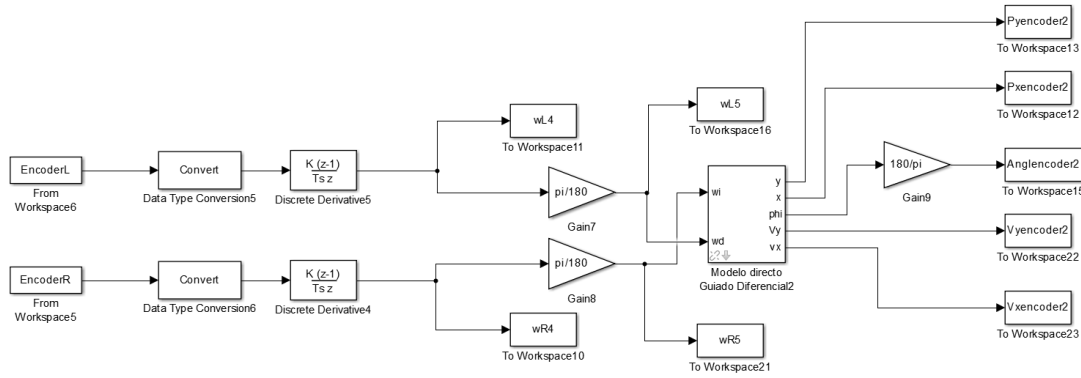 Pyencoder2
To Workspace13
Pxencoder2
To Workspace12
wL4
To Workspace11
wL5
To Workspace16
EncoderL
From
Workspace6
Convert
Data Type Conversion5
K (z-1)
Ts z
Discrete Derivative5
pi/180
Gain7
y
x
phi
Vy
vx
wi
wd
¿?
Modelo directo
Guiado Diferencial2
180/pi
Gain9
Anglencoder2
To Workspace15
Vyencoder2
To Workspace22
EncoderR
From
Workspace5
Convert
Data Type Conversion6
K (z-1)
Ts z
Discrete Derivative4
pi/180
Gain8
wR4
To Workspace10
wR5
To Workspace21
Vxencoder2
To Workspace23